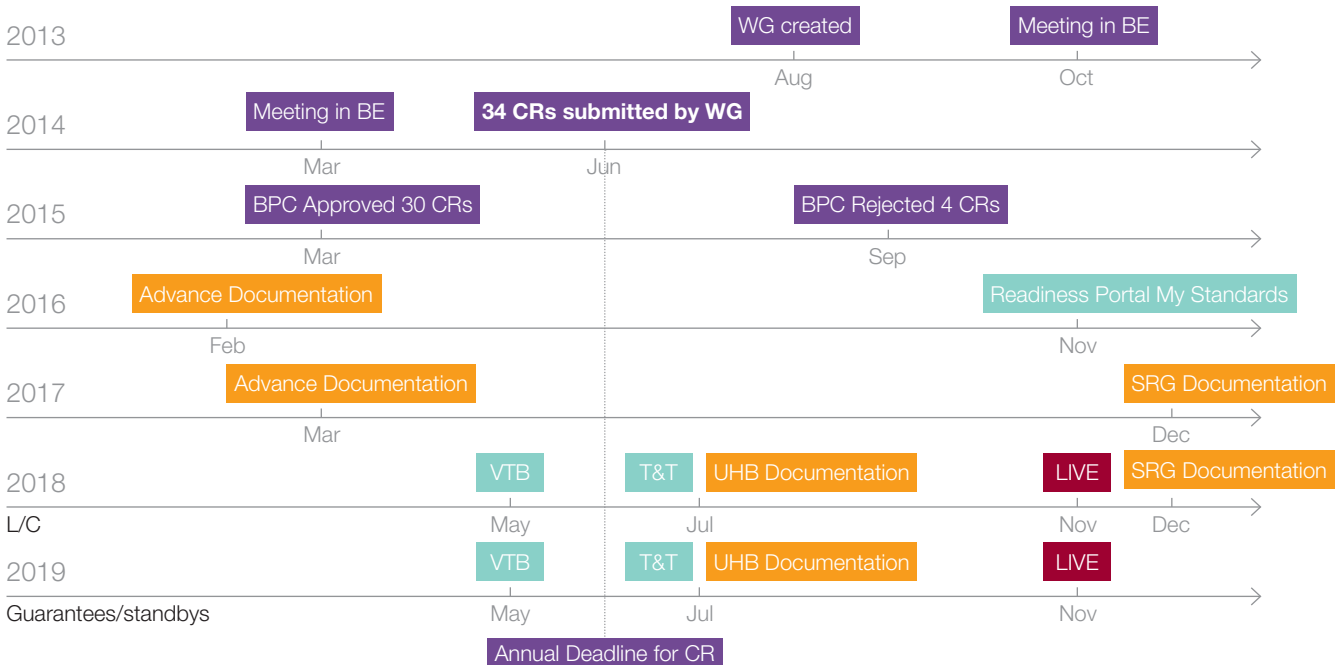 2013
WG created
Meeting in BE
Aug
Oct
2014
Meeting in BE
34 CRs submitted by WG
Mar
Jun
2015
BPC Approved 30 CRs
BPC Rejected 4 CRs
Mar
Sep
2016
Advance Documentation
Readiness Portal My Standards
Feb
Nov
2017
Advance Documentation
SRG Documentation
Mar
Dec
2018
VTB
T&T
UHB Documentation
LIVE
SRG Documentation
L/C
May
Jul
Nov
Dec
2019
VTB
T&T
UHB Documentation
LIVE
Guarantees/standbys
May
Jul
Nov
Annual Deadline for CR